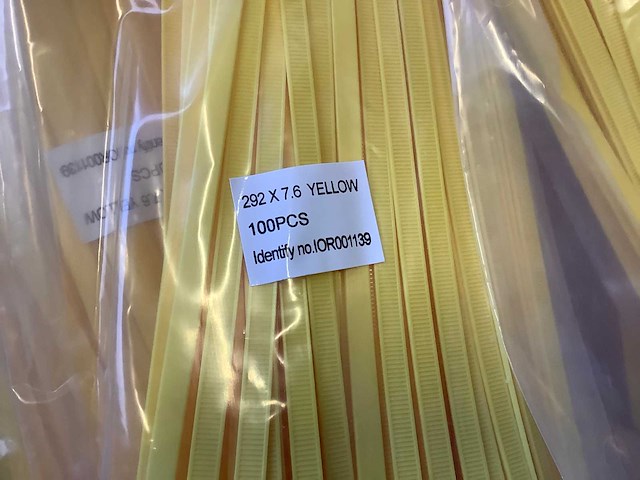 292 X 7.6 YELLOW
100PCS
Identify no.IOR001139